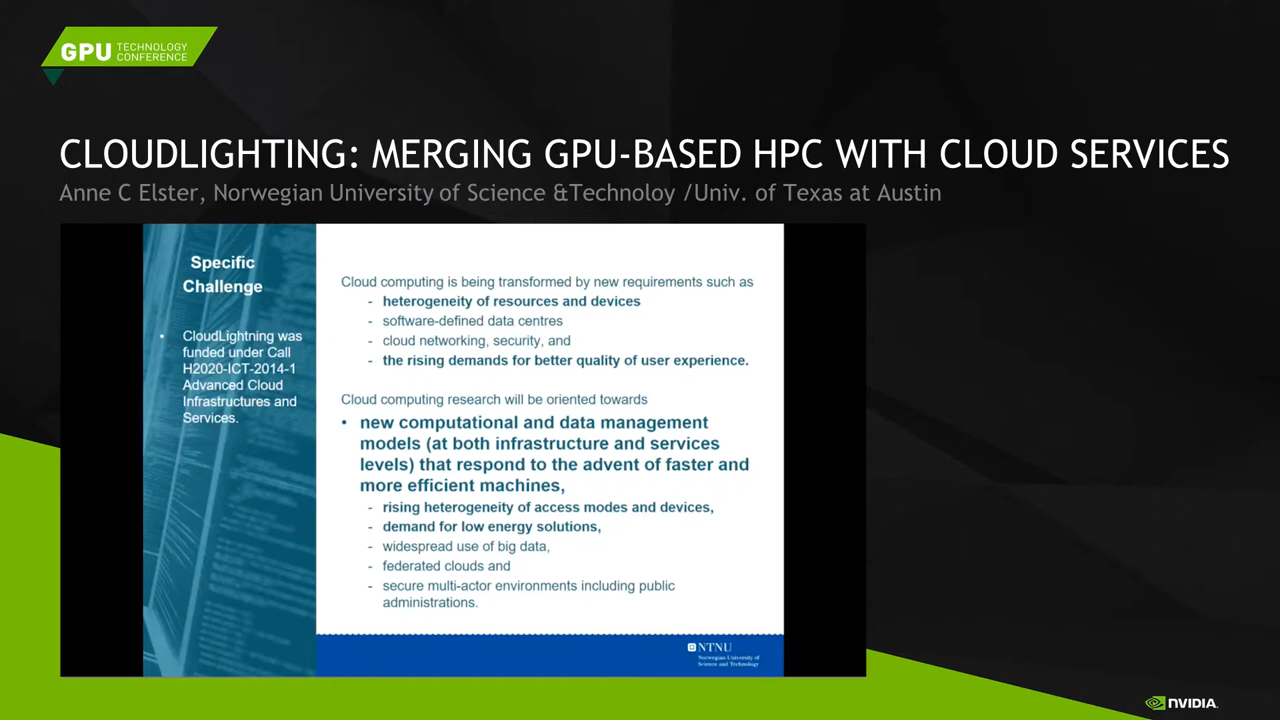 GPU TECHNOLOGY
CONFERENCE
CLOUDLIGHTING: MERGING GPU-BASED HPC WITH CLOUD SERVICES
Anne C Elster, Norwegian University of Science &Technoloy /Univ. of Texas at Austin
Specific
Challenge
• CloudLightning was
funded under Call
H2020-ICT-2014-1
Advanced Cloud
Infrastructures and
Services.
Cloud computing is being transformed by new requirements such as
- heterogeneity of resources and devices
- software-defined data centres
- cloud networking, security, and
- the rising demands for better quality of user experience.
Cloud computing research will be oriented towards
• new computational and data management
models (at both infrastructure and services
levels) that respond to the advent of faster and
more efficient machines,
- rising heterogeneity of access modes and devices,
- demand for low energy solutions,
- widespread use of big data,
- federated clouds and
- secure multi-actor environments including public
administrations.
NTNU
Norwegian University of
Science and Technology
NVIDIA.